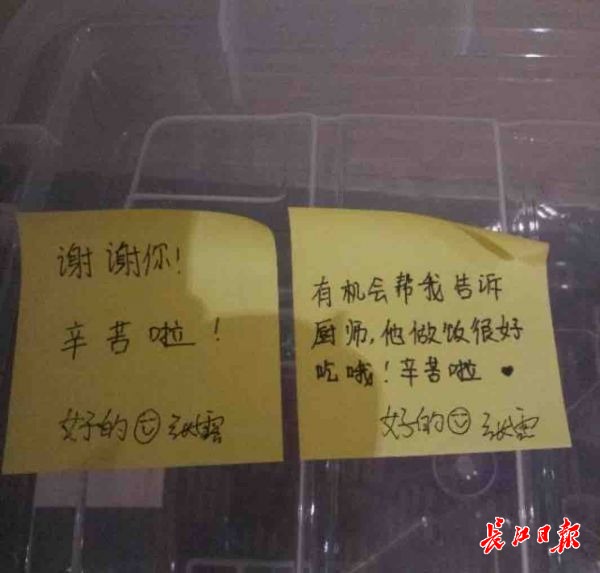 谢谢你!
辛苦啦!
好的☺
有机会帮我告诉
厨师,他做饭很好
吃哦!辛苦啦 ♥
好的☺
长江日报